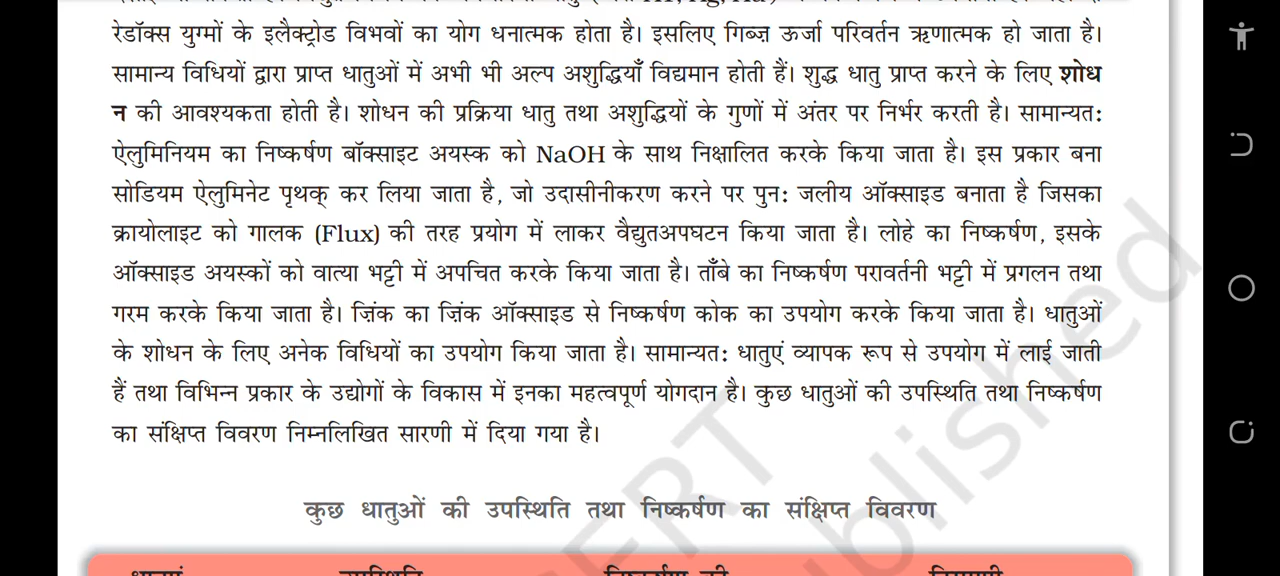 रेडॉक्स युग्मों के इलैक्ट्रोड विभवों का योग धनात्मक होता है। इसलिए गिब्ज़ ऊर्जा परिवर्तन ऋणात्मक हो जाता है।
सामान्य विधियों द्वारा प्राप्त धातुओं में अभी भी अल्प अशुद्धियाँ विद्यमान होती हैं। शुद्ध धातु प्राप्त करने के लिए शोध
न की आवश्यकता होती है। शोधन की प्रक्रिया धातु तथा अशुद्धियों के गुणों में अंतर पर निर्भर करती है। सामान्यत:
ऐलुमिनियम का निष्कर्षण बॉक्साइट अयस्क को NaOH के साथ निक्षालित करके किया जाता है। इस प्रकार बना
सोडियम ऐलुमिनेट पृथक् कर लिया जाता है, जो उदासीनीकरण करने पर पुन: जलीय ऑक्साइड बनाता है जिसका
क्रायोलाइट को गालक (Flux) की तरह प्रयोग में लाकर वैद्युतअपघटन किया जाता है। लोहे का निष्कर्षण, इसके
ऑक्साइड अयस्कों को वात्या भट्टी में अपचित करके किया जाता है। ताँबे का निष्कर्षण परावर्तनी भट्टी में प्रगलन तथा
गरम करके किया जाता है। ज़िंक का ज़िंक ऑक्साइड से निष्कर्षण कोक का उपयोग करके किया जाता है। धातुओं
के शोधन के लिए अनेक विधियों का उपयोग किया जाता है। सामान्यत: धातुएं व्यापक रूप से उपयोग में लाई जाती
हैं तथा विभिन्न प्रकार के उद्योगों के विकास में इनका महत्वपूर्ण योगदान है। कुछ धातुओं की उपस्थिति तथा निष्कर्षण
का संक्षिप्त विवरण निम्नलिखित सारणी में दिया गया है।
कुछ धातुओं की उपस्थिति तथा निष्कर्षण का संक्षिप्त विवरण